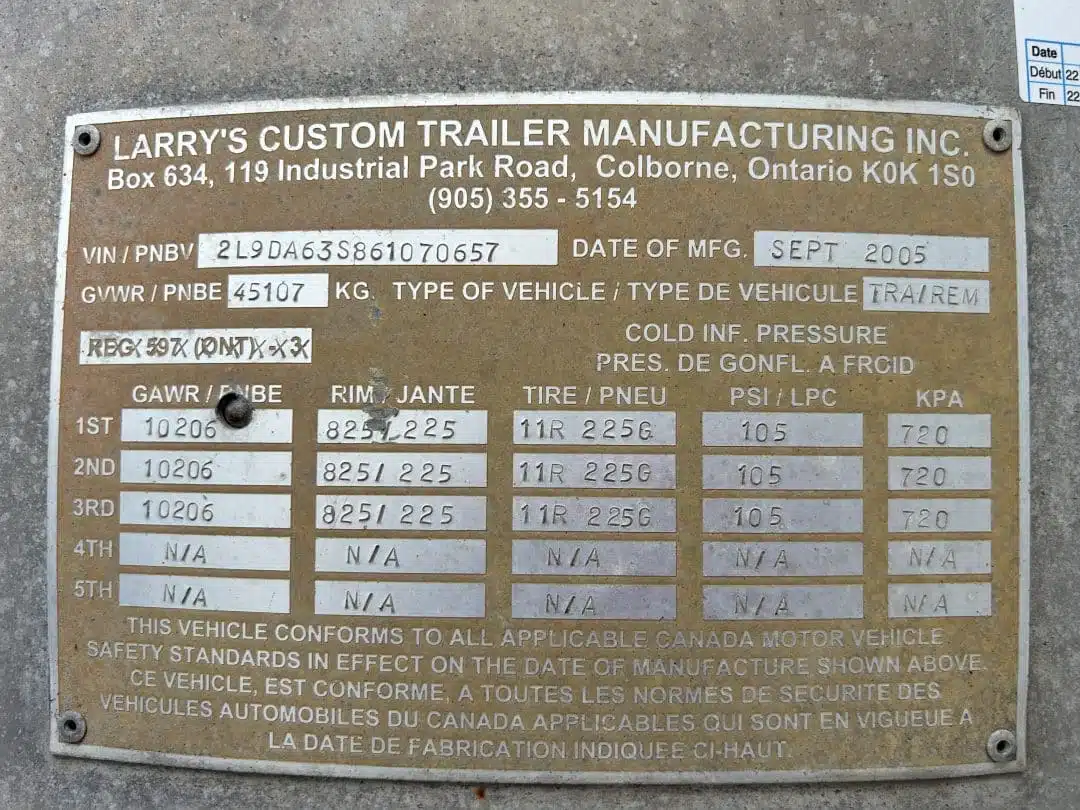 Date
Début 22
Fin 22
LARRY'S CUSTOM TRAILER MANUFACTURING INC.
Box 634, 119 Industrial Park Road, Colborne, Ontario K0K 1S0
(905) 355 - 5154
VIN / PNBV 2L9DA63S861070657 DATE OF MFG. SEPT 2005
GVWR / PNBE 45107 KG. TYPE OF VEHICLE / TYPE DE VEHICULE TRA/REM
COLD INF. PRESSURE
PRES. DE GONFL. A FROID
GAWR / PNBE RIM / JANTE TIRE / PNEU PSI / LPC KPA
1ST 10206 825/225 11R 225G 105 720
2ND 10206 825/ 225 11R 225G 105 720
3RD 10206 825/ 225 11R 225G 105 720
4TH N/A N/A N/A N/A N/A
5TH N/A N/A N/A N/A N/A
THIS VEHICLE CONFORMS TO ALL APPLICABLE CANADA MOTOR VEHICLE
SAFETY STANDARDS IN EFFECT ON THE DATE OF MANUFACTURE SHOWN ABOVE.
CE VEHICLE, EST CONFORME, A TOUTES LES NORMES DE SECURITE DES
VEHICULES AUTOMOBILES DU CANADA APPLICABLES QUI SONT EN VIGUEUE A
LA DATE DE FABRICATION INDIQUEE CI-HAUT.